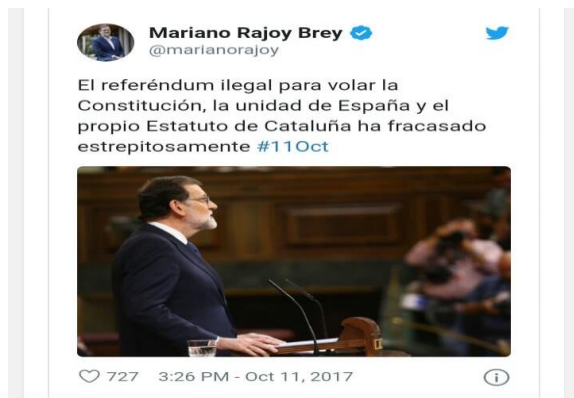 Mariano Rajoy Brey
@marianorajoy
El referéndum ilegal para volar la
Constitución, la unidad de España y el
propio Estatuto de Cataluña ha fracasado
estrepitosamente #11Oct
727 3:26 PM - Oct 11, 2017